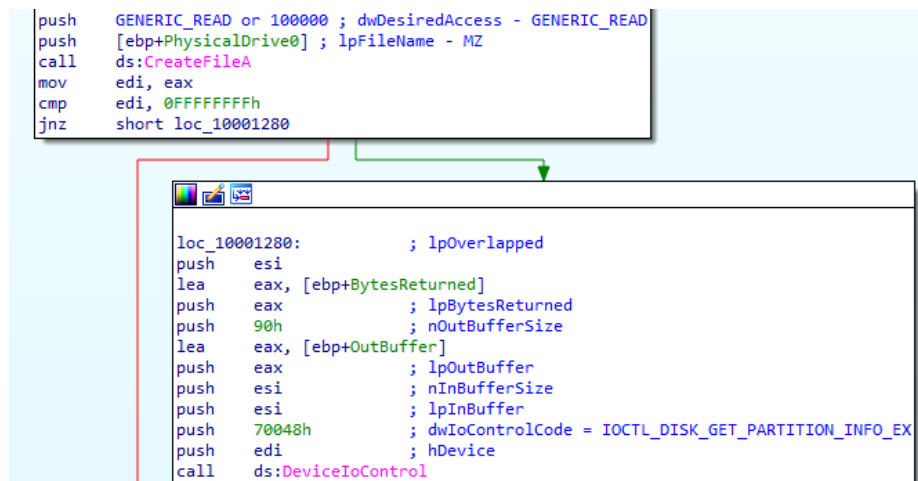 push GENERIC_READ or 100000 ; dwDesiredAccess - GENERIC_READ
push [ebp+PhysicalDrive0] ; lpFileName - MZ
call ds:CreateFileA
mov edi, eax
cmp edi, 0FFFFFFFFh
jnz short loc_10001280
loc_10001280: ; lpOverlapped
push esi
lea eax, [ebp+BytesReturned]
push eax ; lpBytesReturned
push 90h ; nOutBufferSize
lea eax, [ebp+OutBuffer]
push eax ; lpOutBuffer
push esi ; nInBufferSize
push esi ; lpInBuffer
push 70048h ; dwIoControlCode = IOCTL_DISK_GET_PARTITION_INFO_EX
push edi ; hDevice
call ds:DeviceIoControl